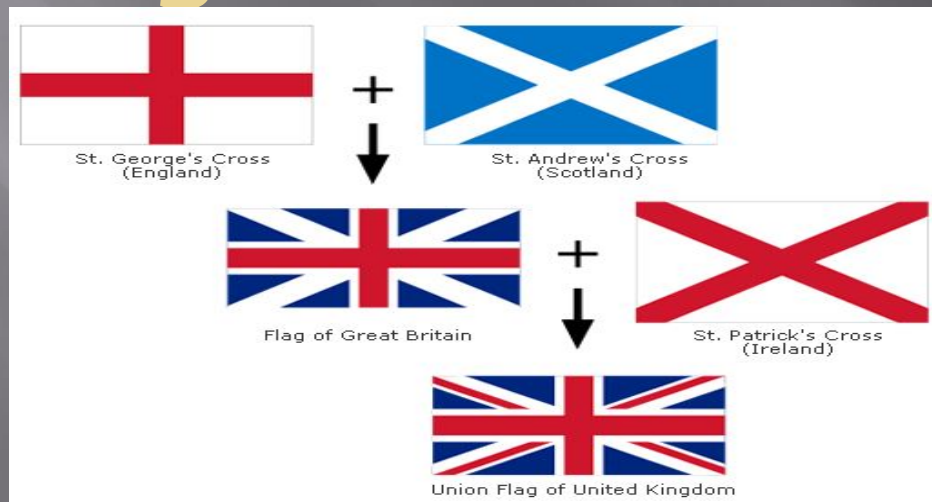 St. George's Cross
(England)
St. Andrew's Cross
(Scotland)
Flag of Great Britain
St. Patrick's Cross
(Ireland)
Union Flag of United Kingdom